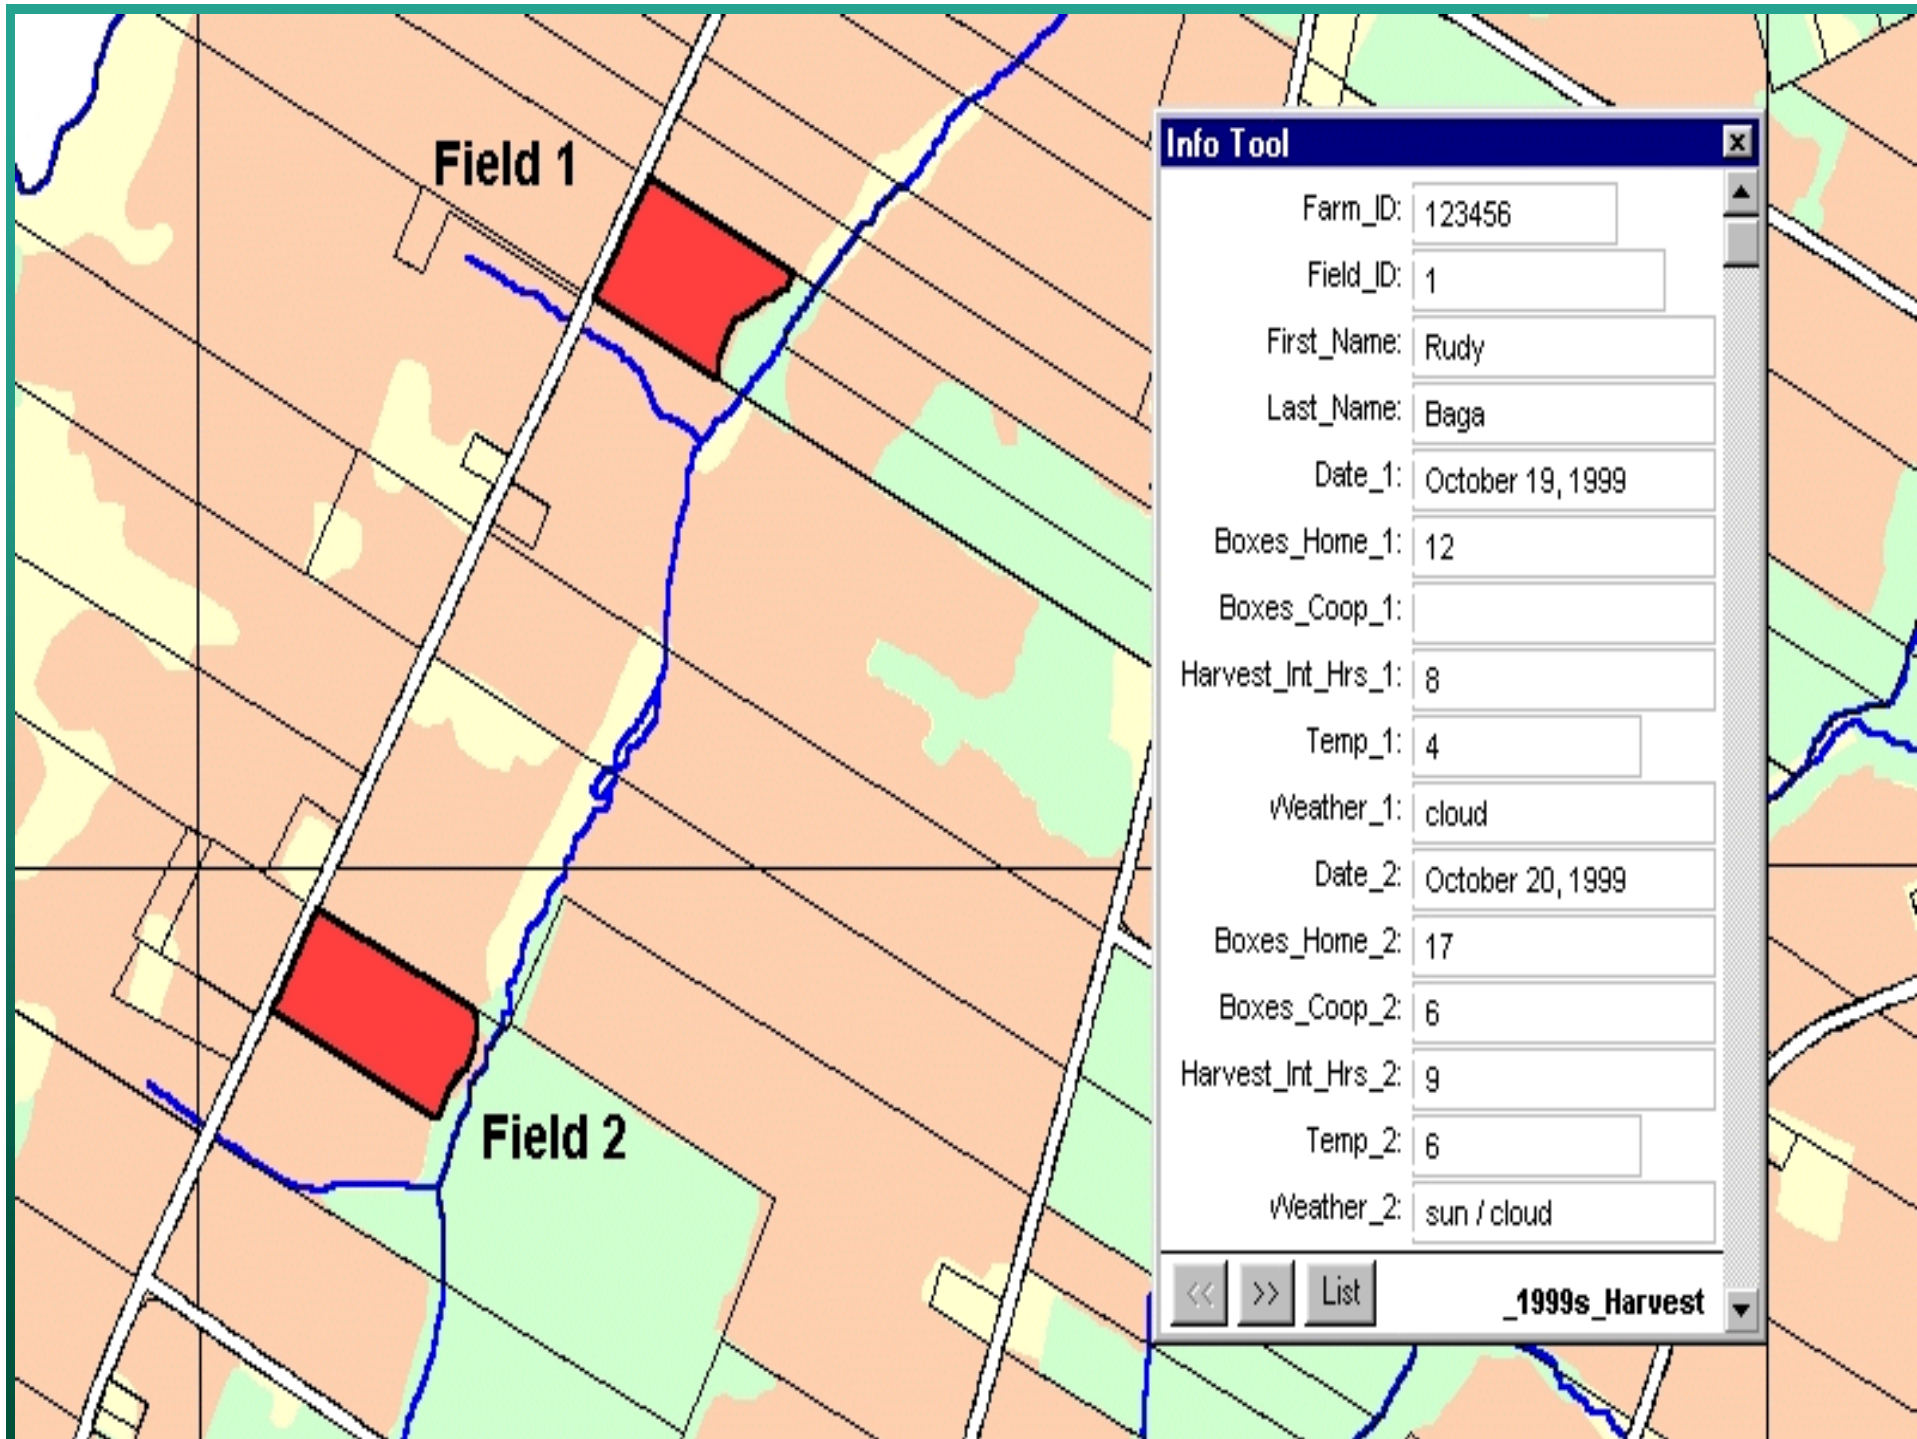 Field 1
Field 2
Info Tool
Farm_ID: 123456
Field_ID: 1
First_Name: Rudy
Last_Name: Baga
Date_1: October 19, 1999
Boxes_Home_1: 12
Boxes_Coop_1:
Harvest_Int_Hrs_1: 8
Temp_1: 4
Weather_1: cloud
Date_2: October 20, 1999
Boxes_Home_2: 17
Boxes_Coop_2: 6
Harvest_Int_Hrs_2: 9
Temp_2: 6
Weather_2: sun / cloud
<< >> List _1999s_Harvest